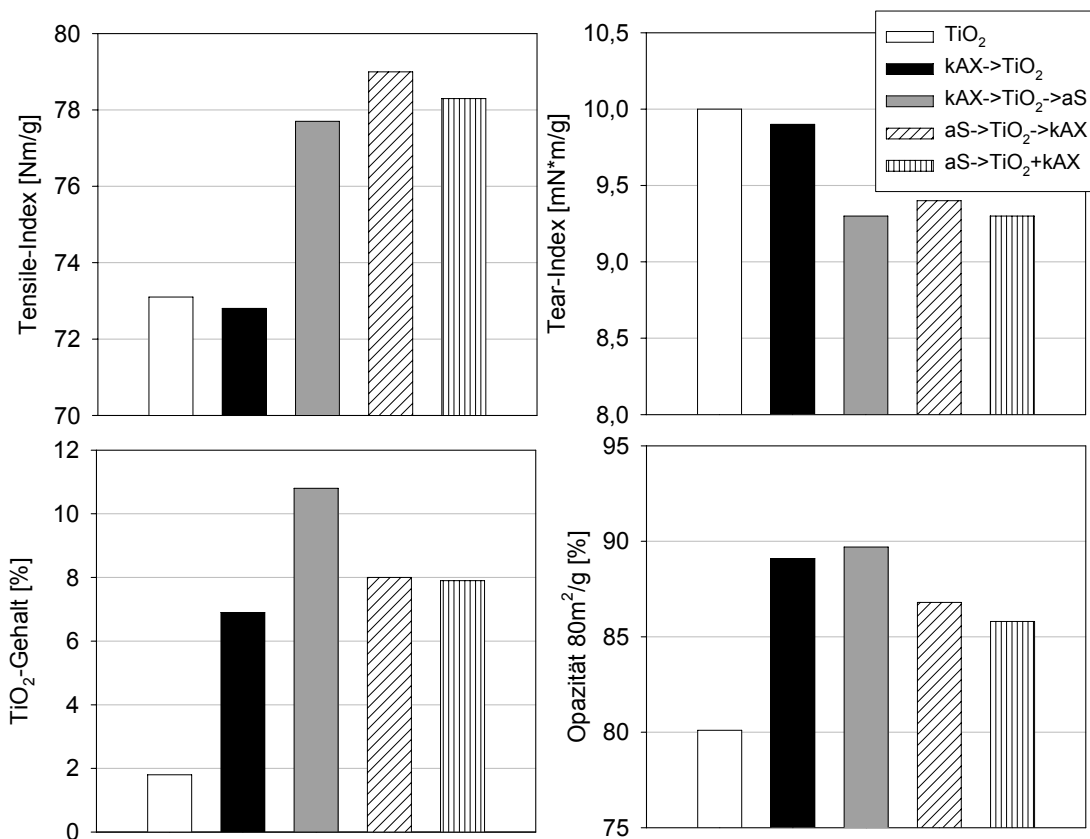 80
78
76
74
72
70
Tensile-Index [Nm/g]
10,5
10,0
9,5
9,0
8,5
8,0
Tear-Index [mN*m/g]
TiO₂
kAX->TiO₂
kAX->TiO₂->aS
aS->TiO₂->kAX
aS->TiO₂+kAX
12
10
8
6
4
2
0
TiO₂-Gehalt [%]
95
90
85
80
75
Opazität 80m²/g [%]